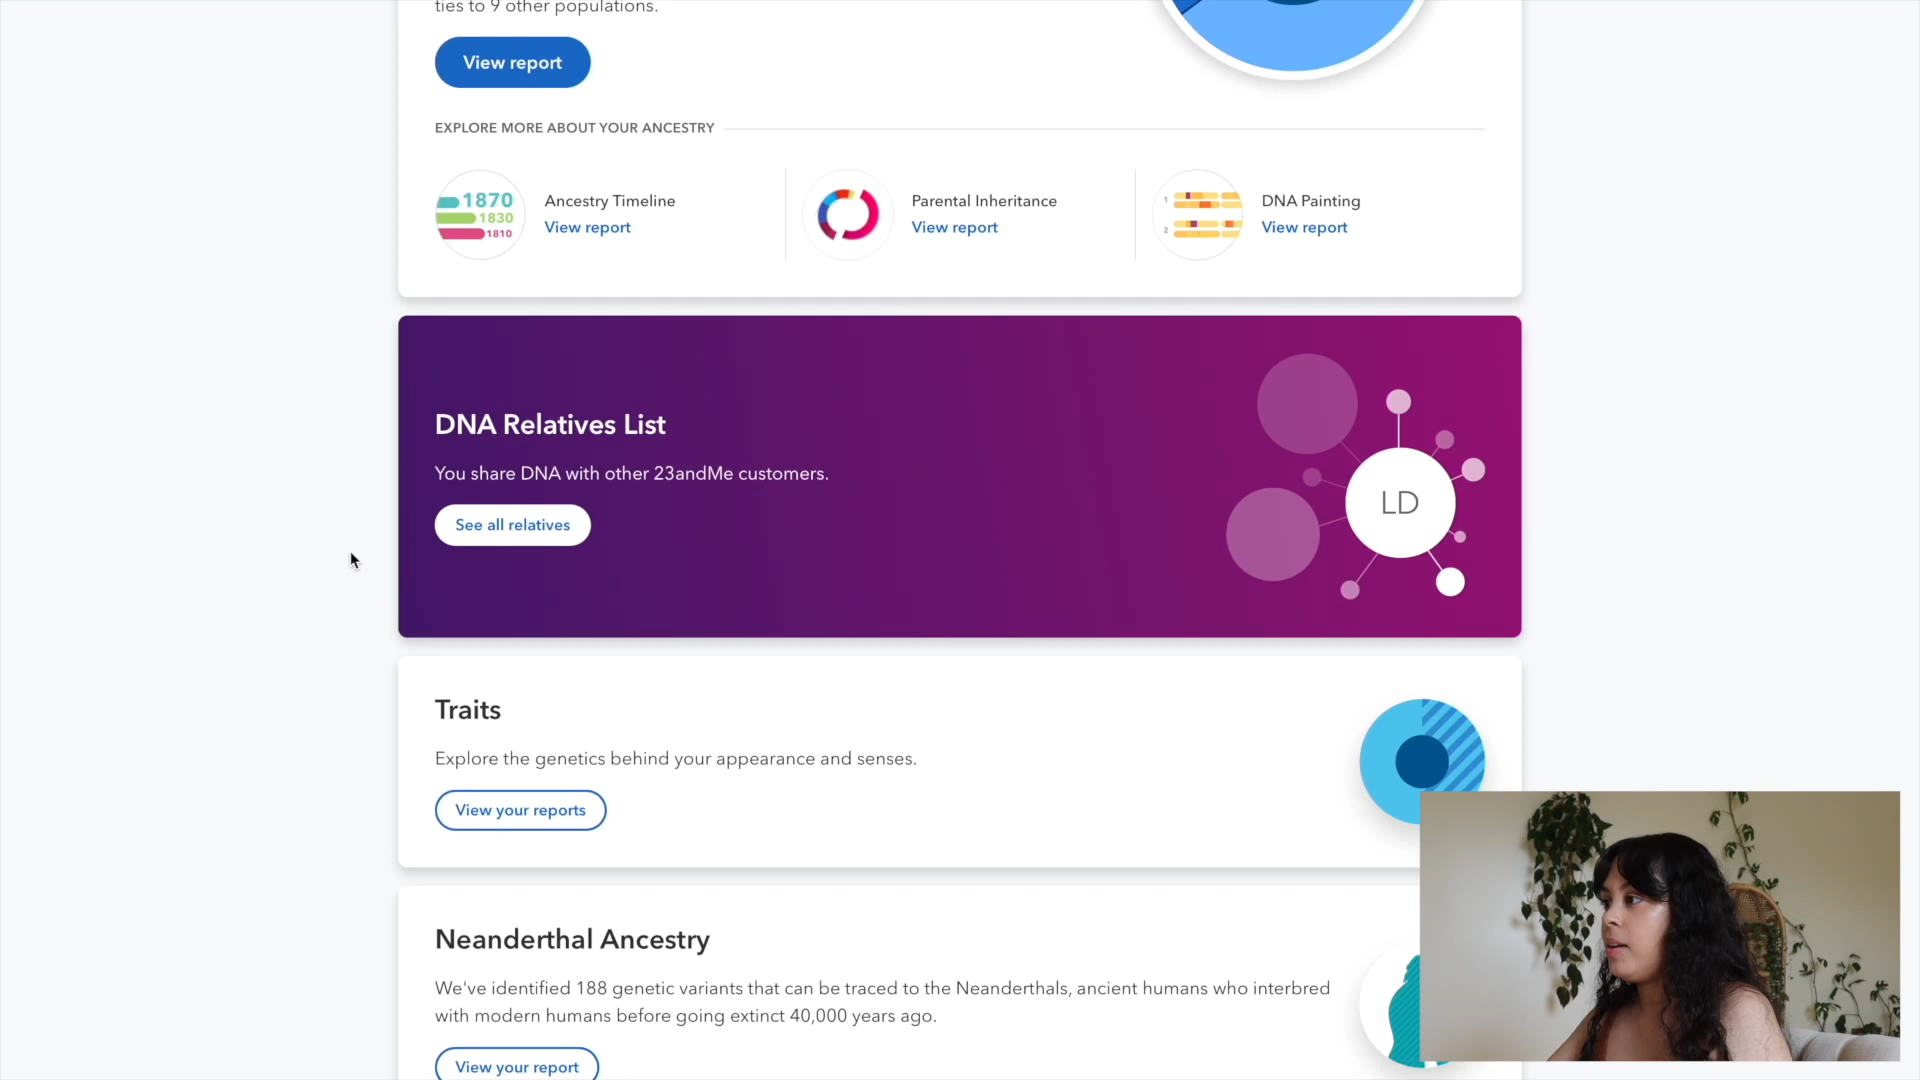 ties to 9 other populations.
View report
EXPLORE MORE ABOUT YOUR ANCESTRY
1870
1830
1810
Ancestry Timeline
View report
Parental Inheritance
View report
1
2
DNA Painting
View report
DNA Relatives List
You share DNA with other 23andMe customers.
See all relatives
LD
Traits
Explore the genetics behind your appearance and senses.
View your reports
Neanderthal Ancestry
We've identified 188 genetic variants that can be traced to the Neanderthals, ancient humans who interbred
with modern humans before going extinct 40,000 years ago.
View your report